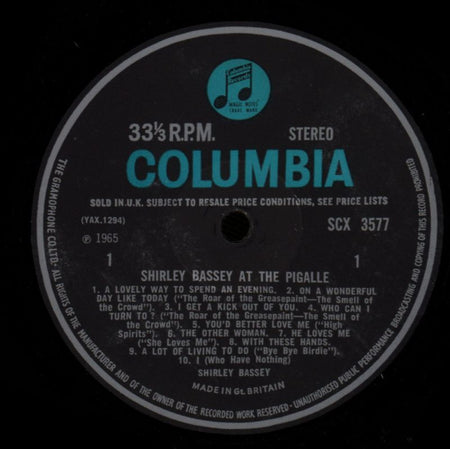 Columbia
Records
MAGIC NOTES
TRADE MARK
33⅓ R.P.M. STEREO
COLUMBIA
SOLD IN U.K. SUBJECT TO RESALE PRICE CONDITIONS, SEE PRICE LISTS
(YAX.1294) SCX 3577
℗ 1965
1 1
SHIRLEY BASSEY AT THE PIGALLE
1. A LOVELY WAY TO SPEND AN EVENING. 2. ON A WONDERFUL
DAY LIKE TODAY ("The Roar of the Greasepaint—The Smell of
the Crowd"). 3. I GET A KICK OUT OF YOU. 4. WHO CAN I
TURN TO? ("The Roar of the Greasepaint—The Smell of
the Crowd"). 5. YOU'D BETTER LOVE ME ("High
Spirits"). 6. THE OTHER WOMAN. 7. HE LOVES ME
("She Loves Me"). 8. WITH THESE HANDS.
9. A LOT OF LIVING TO DO ("Bye Bye Birdie").
10. I (Who Have Nothing)
SHIRLEY BASSEY
MADE IN Gt. BRITAIN
THE GRAMOPHONE CO. LTD. ALL RIGHTS OF THE MANUFACTURER AND OF THE OWNER OF THE RECORDED WORK RESERVED · UNAUTHORISED PUBLIC PERFORMANCE BROADCASTING AND COPYING OF THIS RECORD PROHIBITED